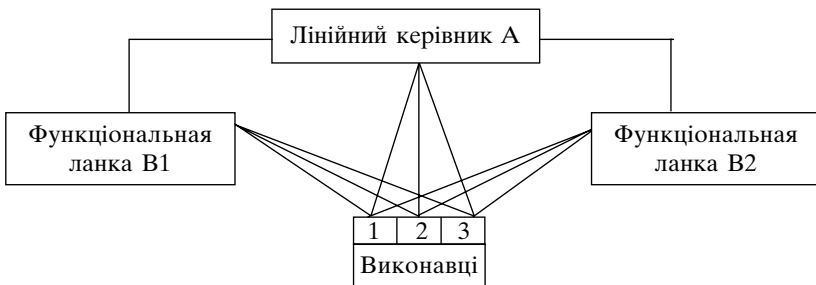 Лінійний керівник А
Функціональная
ланка В1
Функціональная
ланка В2
1 2 3
Виконавці